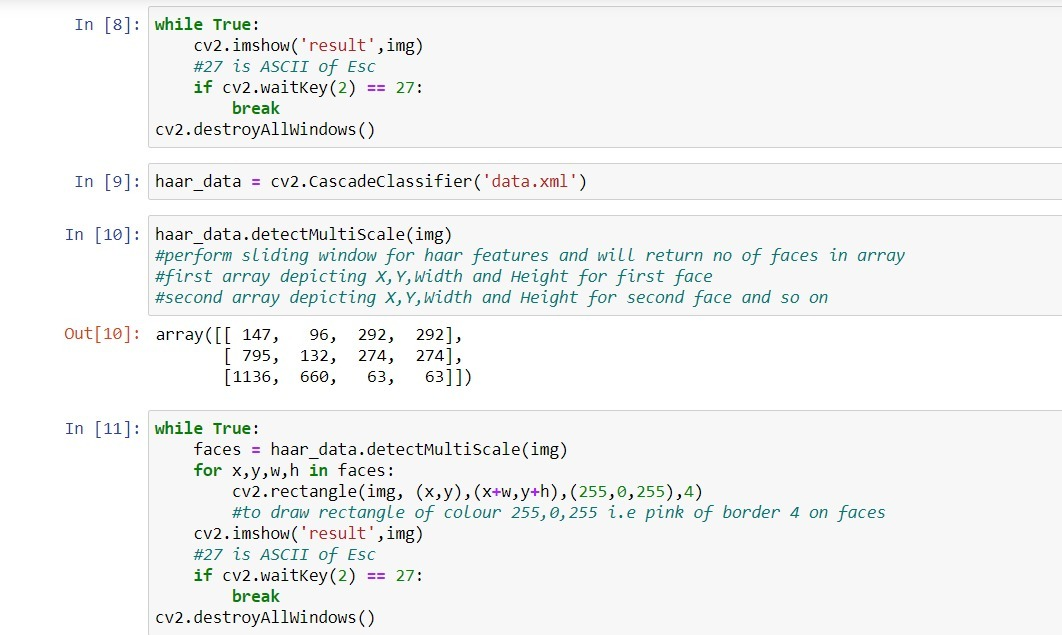 In [8]: while True:
    cv2.imshow('result',img)
    #27 is ASCII of Esc
    if cv2.waitKey(2) == 27:
        break
cv2.destroyAllWindows()
In [9]: haar_data = cv2.CascadeClassifier('data.xml')
In [10]: haar_data.detectMultiScale(img)
#perform sliding window for haar features and will return no of faces in array
#first array depicting X,Y,Width and Height for first face
#second array depicting X,Y,Width and Height for second face and so on
Out[10]: array([[ 147,   96,  292,  292],
       [ 795,  132,  274,  274],
       [1136,  660,   63,   63]])
In [11]: while True:
    faces = haar_data.detectMultiScale(img)
    for x,y,w,h in faces:
        cv2.rectangle(img, (x,y),(x+w,y+h),(255,0,255),4)
        #to draw rectangle of colour 255,0,255 i.e pink of border 4 on faces
    cv2.imshow('result',img)
    #27 is ASCII of Esc
    if cv2.waitKey(2) == 27:
        break
cv2.destroyAllWindows()